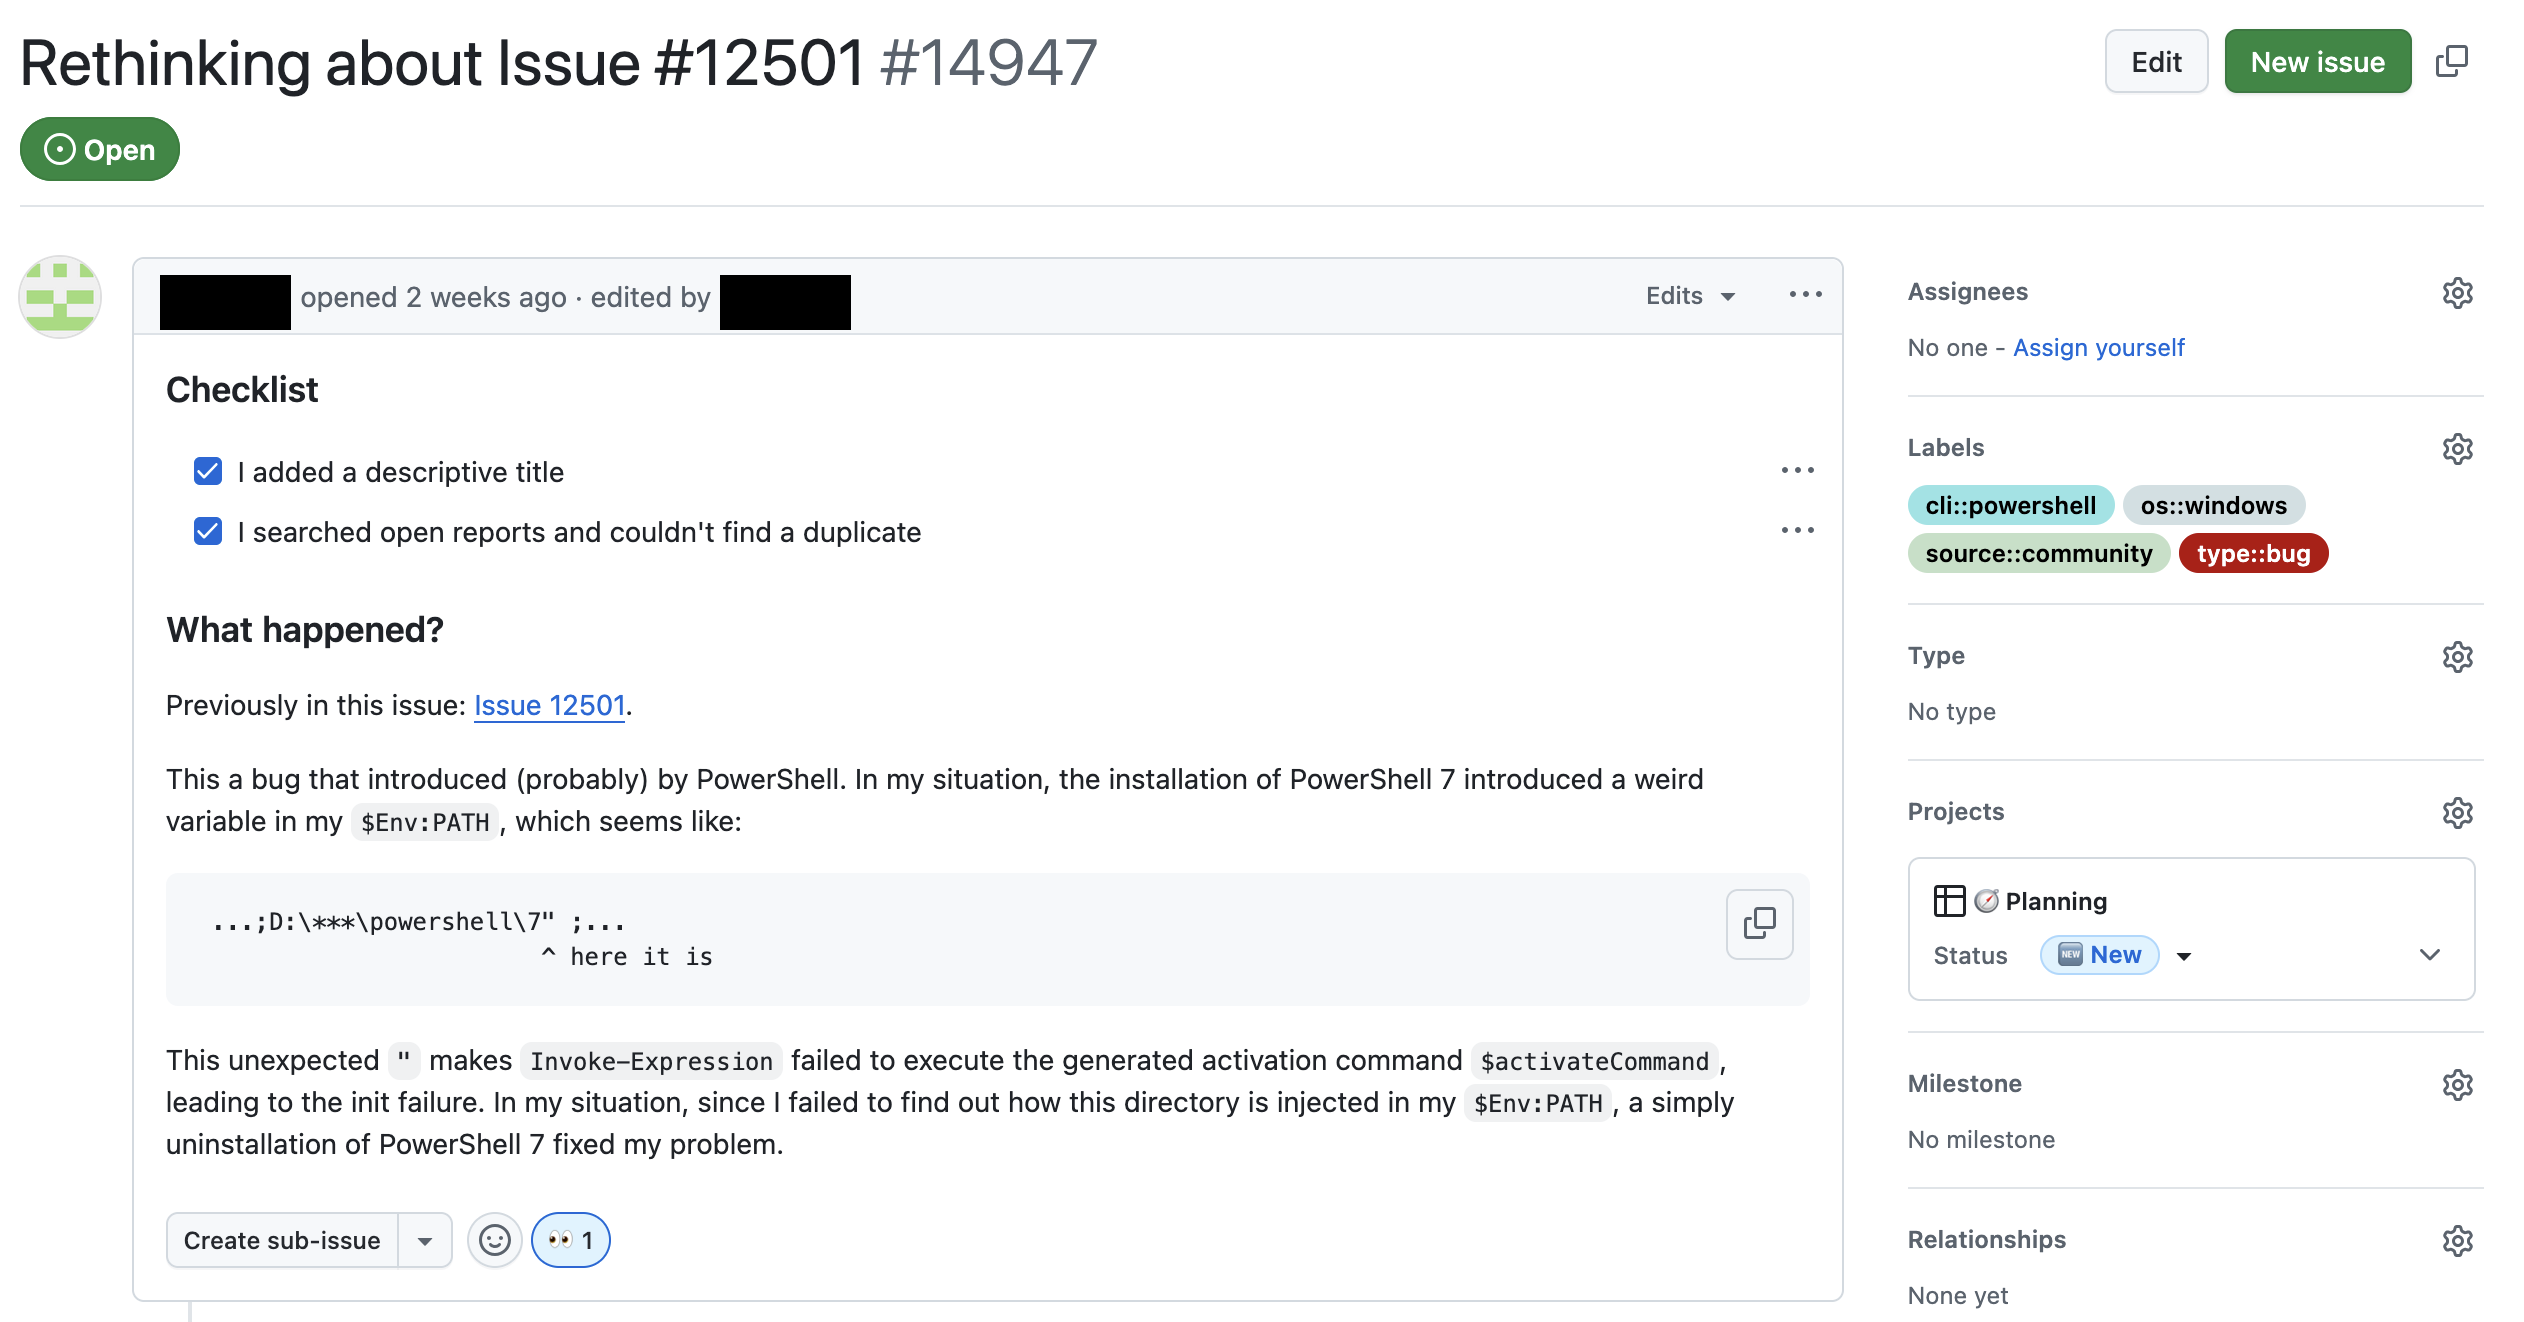 Rethinking about Issue #12501 #14947
Edit
New issue
Open
opened 2 weeks ago · edited by
Edits
Checklist
I added a descriptive title
I searched open reports and couldn't find a duplicate
What happened?
Previously in this issue: Issue 12501.
This a bug that introduced (probably) by PowerShell. In my situation, the installation of PowerShell 7 introduced a weird
variable in my $Env:PATH, which seems like:
...;D:\***\powershell\7" ;...
^ here it is
This unexpected " makes Invoke-Expression failed to execute the generated activation command $activateCommand,
leading to the init failure. In my situation, since I failed to find out how this directory is injected in my $Env:PATH, a simply
uninstallation of PowerShell 7 fixed my problem.
Create sub-issue
👀 1
Assignees
No one - Assign yourself
Labels
cli::powershell
os::windows
source::community
type::bug
Type
No type
Projects
Planning
Status
NEW New
Milestone
No milestone
Relationships
None yet